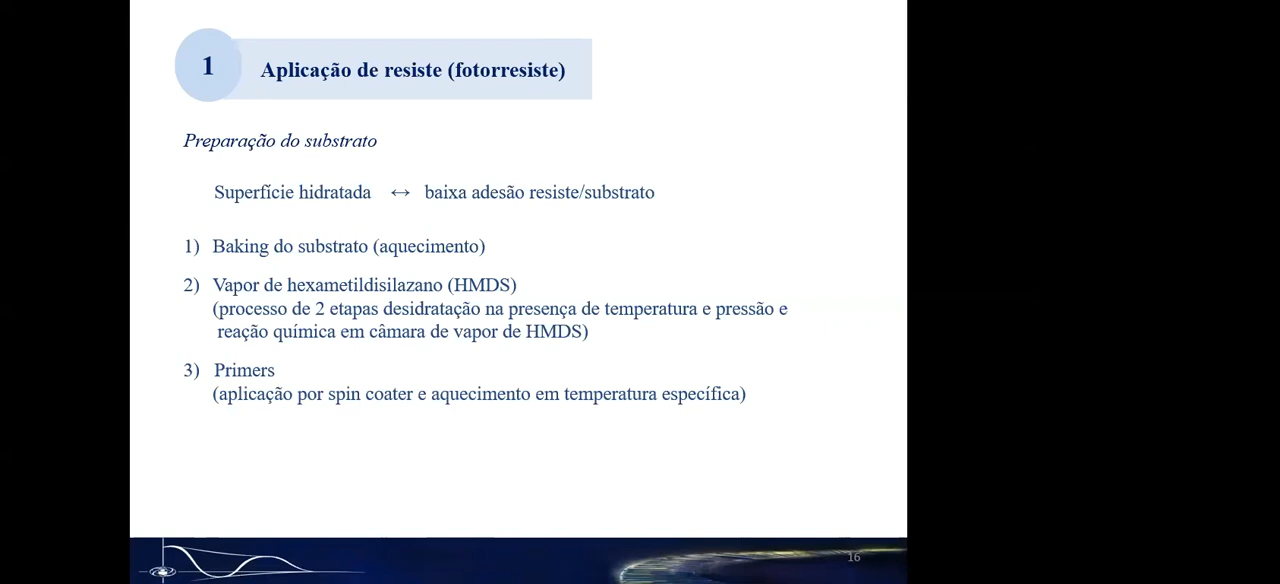 1
Aplicação de resiste (fotorresiste)
Preparação do substrato
Superfície hidratada ↔ baixa adesão resiste/substrato
1) Baking do substrato (aquecimento)
2) Vapor de hexametildisilazano (HMDS)
(processo de 2 etapas desidratação na presença de temperatura e pressão e
reação química em câmara de vapor de HMDS)
3) Primers
(aplicação por spin coater e aquecimento em temperatura específica)
16